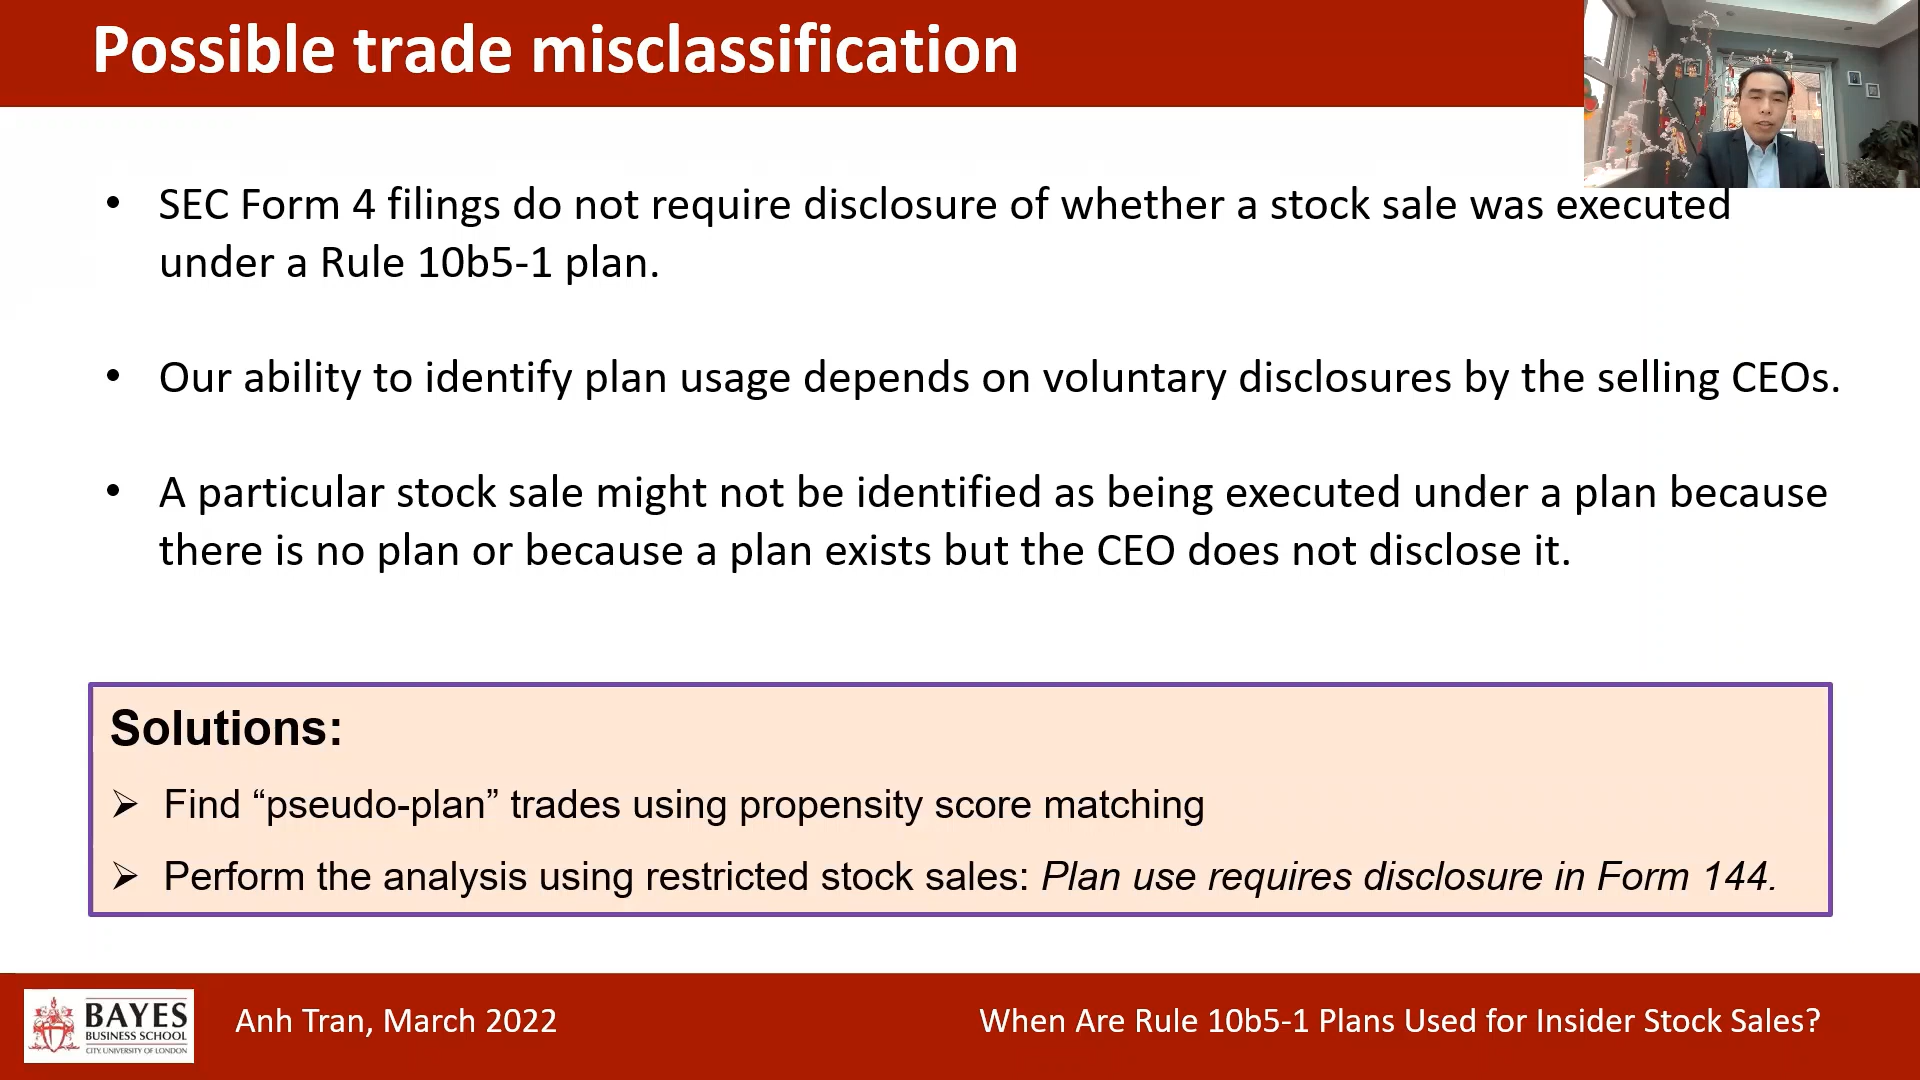 Possible trade misclassification
• SEC Form 4 filings do not require disclosure of whether a stock sale was executed
under a Rule 10b5-1 plan.
• Our ability to identify plan usage depends on voluntary disclosures by the selling CEOs.
• A particular stock sale might not be identified as being executed under a plan because
there is no plan or because a plan exists but the CEO does not disclose it.
Solutions:
➢ Find “pseudo-plan” trades using propensity score matching
➢ Perform the analysis using restricted stock sales: Plan use requires disclosure in Form 144.
BAYES
BUSINESS SCHOOL
CITY, UNIVERSITY OF LONDON
Anh Tran, March 2022
When Are Rule 10b5-1 Plans Used for Insider Stock Sales?